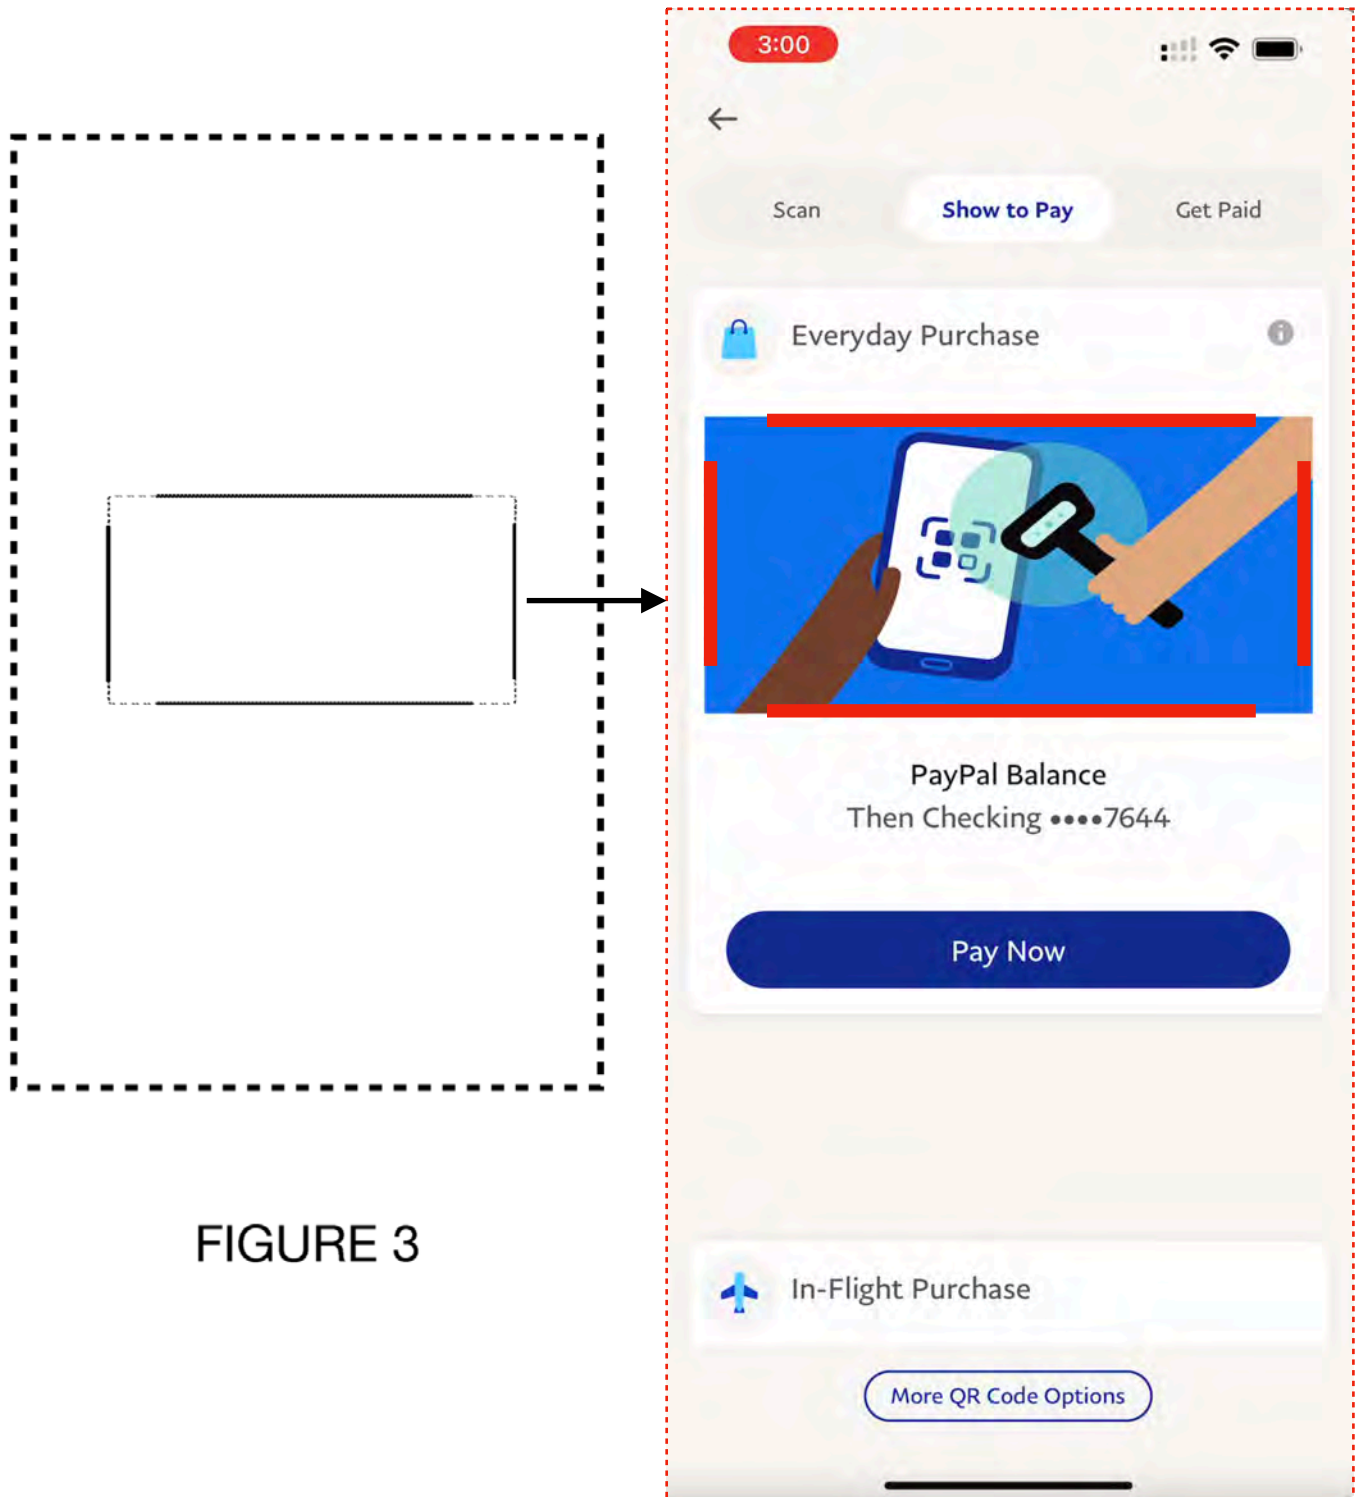 3:00
Scan Show to Pay Get Paid
Everyday Purchase
PayPal Balance
Then Checking ••••7644
Pay Now
FIGURE 3
In-Flight Purchase
More QR Code Options